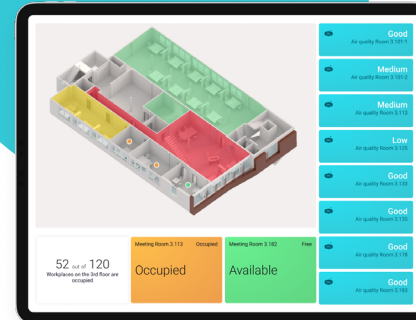 Good
Air quality Room 3.101-1
Medium
Air quality Room 3.101-2
Medium
Air quality Room 3.113
Low
Air quality Room 3.125
Good
Air quality Room 3.133
Good
Air quality Room 3.135
Good
Air quality Room 3.178
Good
Air quality Room 3.183
52 out of 120
Workplaces on the 3rd floor are
occupied
Meeting Room 3.113 Occupied
Occupied
Meeting Room 3.182 Free
Available